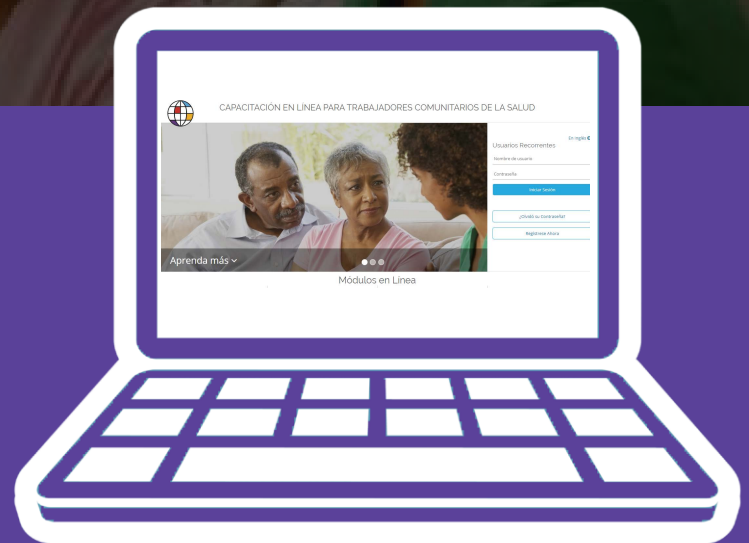 CAPACITACIÓN EN LÍNEA PARA TRABAJADORES COMUNITARIOS DE LA SALUD
En Inglés
Usuarios Recorrentes
Nombre de usuario
Contraseña
Iniciar Sesión
¿Olvidó su Contraseña?
Regístrese Ahora
Aprenda más
Módulos en Línea